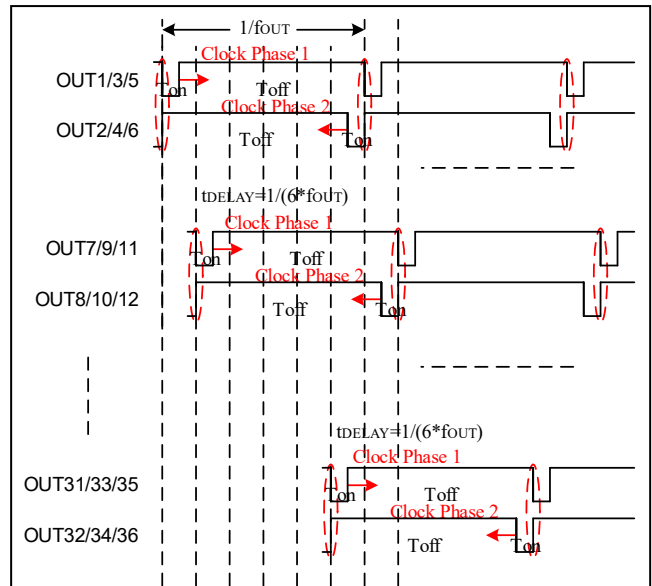 1/fOUT
Clock Phase 1
OUT1/3/5
Ton
Toff
Clock Phase 2
OUT2/4/6
Toff
Ton
tDELAY=1/(6*fOUT)
Clock Phase 1
OUT7/9/11
Ton
Toff
Clock Phase 2
OUT8/10/12
Toff
Ton
tDELAY=1/(6*fOUT)
Clock Phase 1
OUT31/33/35
Ton
Toff
Clock Phase 2
OUT32/34/36
Toff
Ton